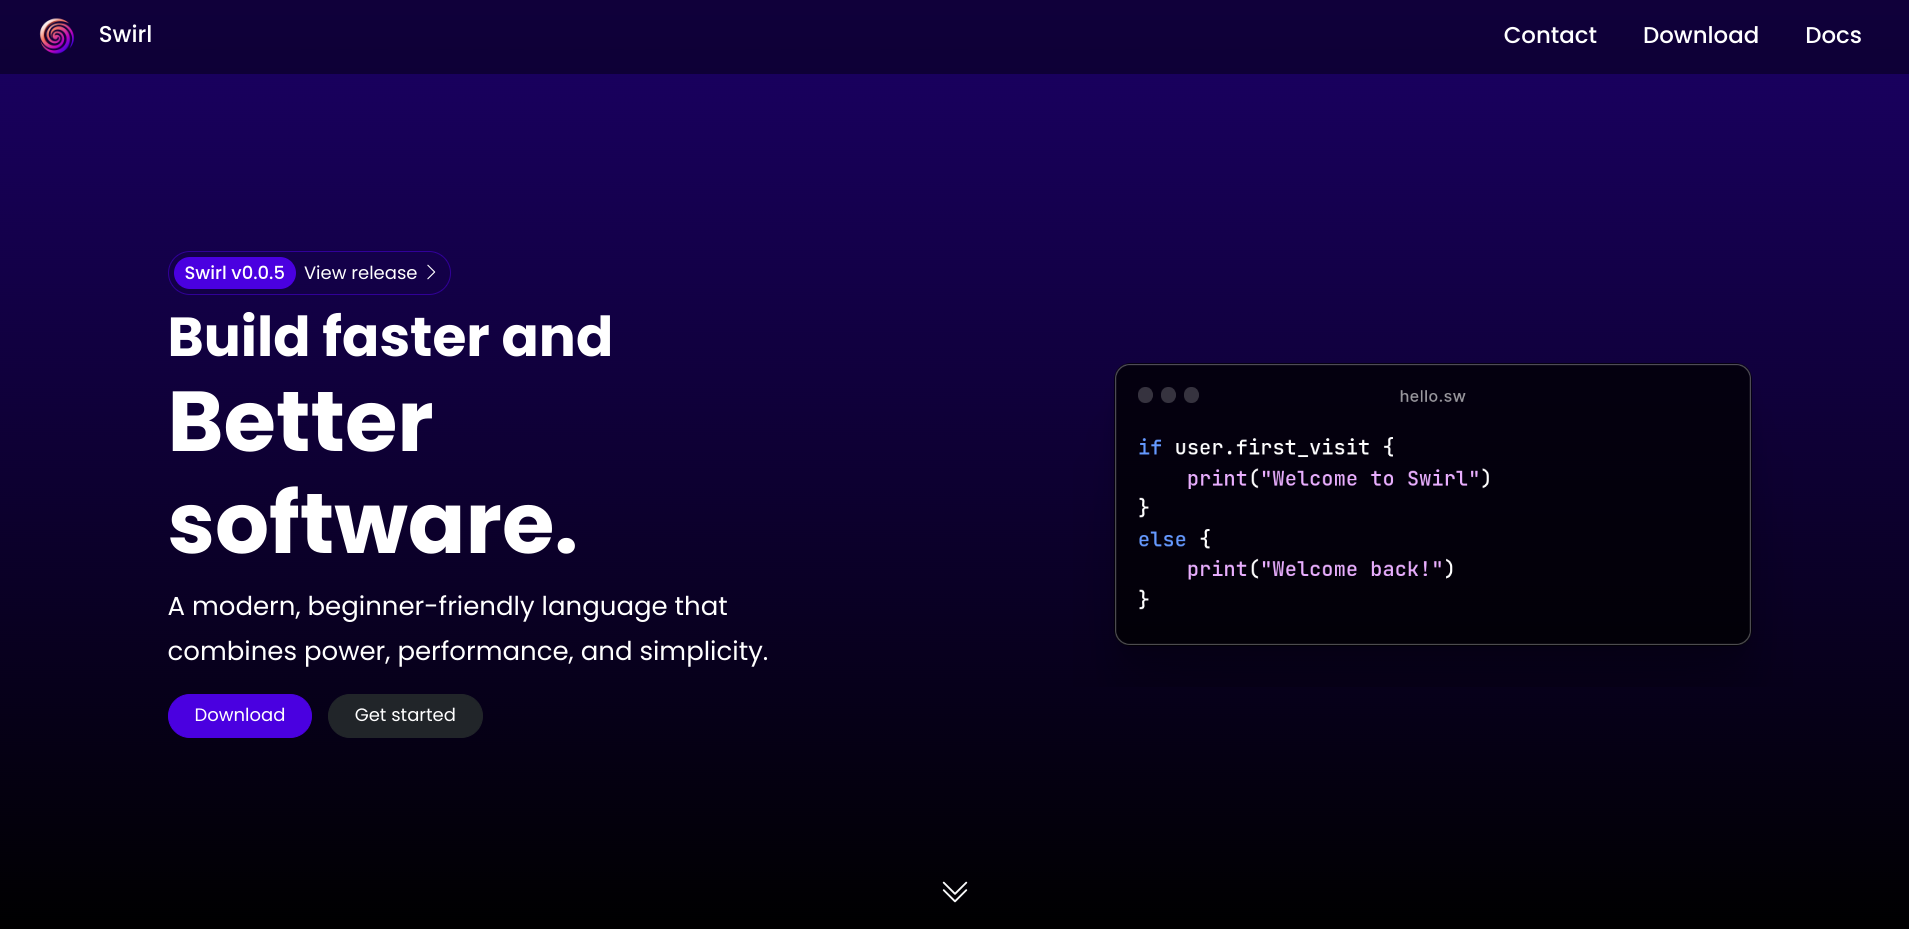 Swirl
Contact
Download
Docs
Swirl v0.0.5 View release
Build faster and
Better
software.
A modern, beginner-friendly language that
combines power, performance, and simplicity.
Download
Get started
hello.sw
if user.first_visit {
    print("Welcome to Swirl")
}
else {
    print("Welcome back!")
}